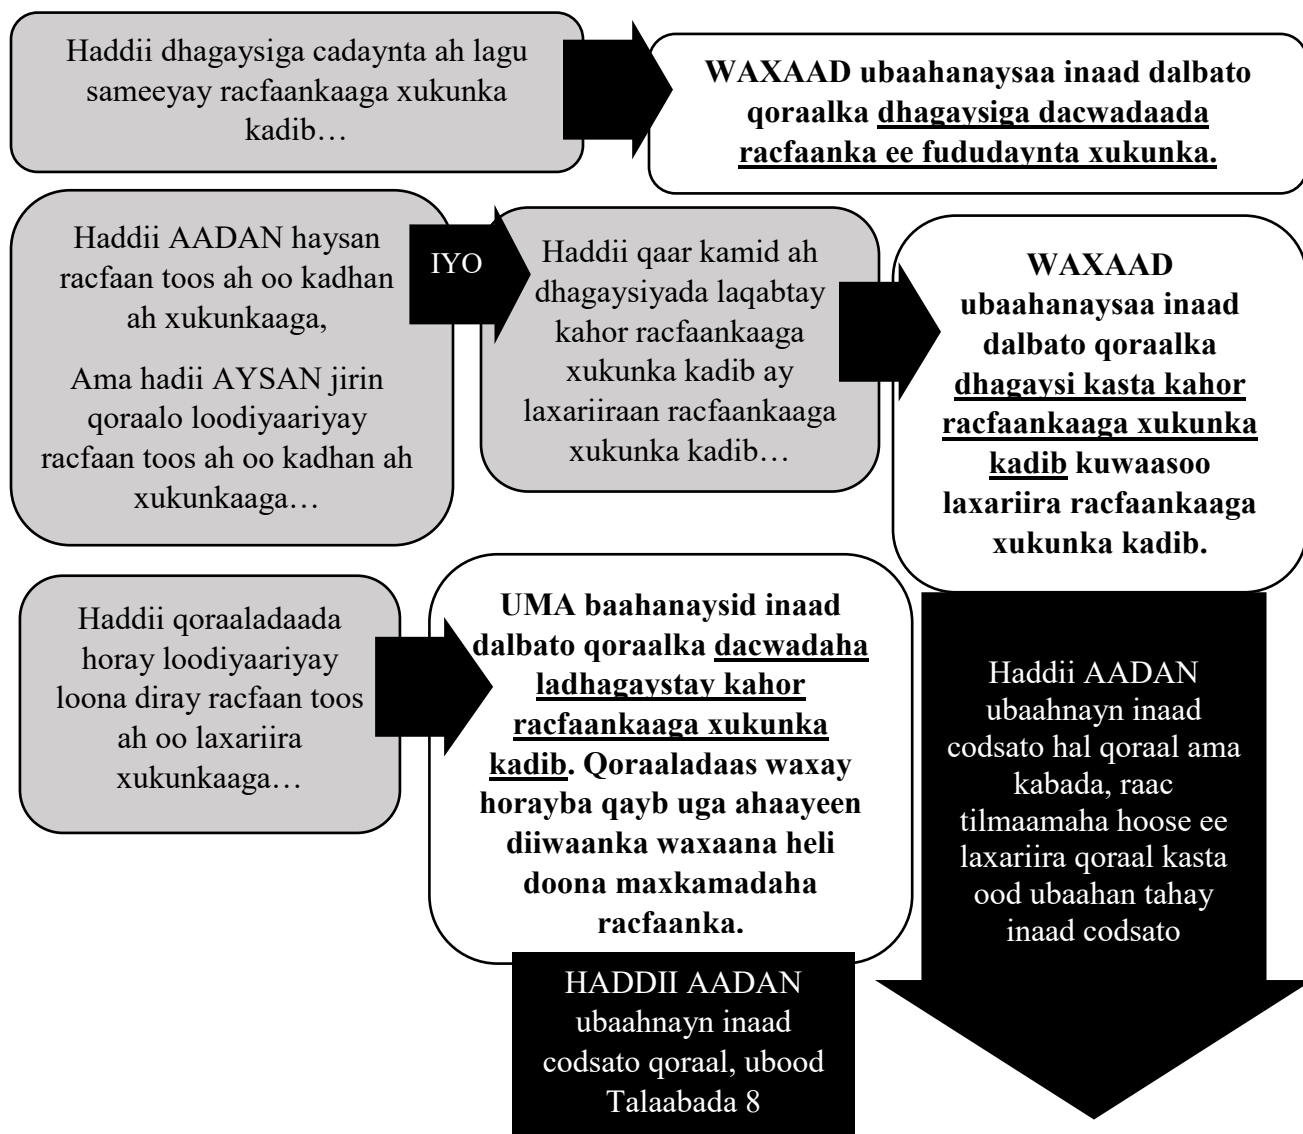 Haddii dhagaysiga cadaynta ah lagu
sameeyay racfaankaaga xukunka
kadib…
WAXAAD ubaahanaysaa inaad dalbato
qoraalka dhagaysiga dacwadaada
racfaanka ee fududaynta xukunka.
Haddii AADAN haysan
racfaan toos ah oo kadhan
ah xukunkaaga,
Ama hadii AYSAN jirin
qoraalo loodiyaariyay
racfaan toos ah oo kadhan ah
xukunkaaga…
IYO
Haddii qaar kamid ah
dhagaysiyada laqabtay
kahor racfaankaaga
xukunka kadib ay
laxariiraan racfaankaaga
xukunka kadib…
WAXAAD
ubaahanaysaa inaad
dalbato qoraalka
dhagaysi kasta kahor
racfaankaaga xukunka
kadib kuwaasoo
laxariira racfaankaaga
xukunka kadib.
Haddii qoraaladaada
horay loodiyaariyay
loona diray racfaan toos
ah oo laxariira
xukunkaaga…
UMA baahanaysid inaad
dalbato qoraalka dacwadaha
ladhagaystay kahor
racfaankaaga xukunka
kadib. Qoraaladaas waxay
horayba qayb uga ahaayeen
diiwaanka waxaana heli
doona maxkamadaha
racfaanka.
Haddii AADAN
ubaahnayn inaad
codsato hal qoraal ama
kabada, raac
tilmaamaha hoose ee
laxariira qoraal kasta
ood ubaahan tahay
inaad codsato
HADDII AADAN
ubaahnayn inaad
codsato qoraal, ubood
Talaabada 8